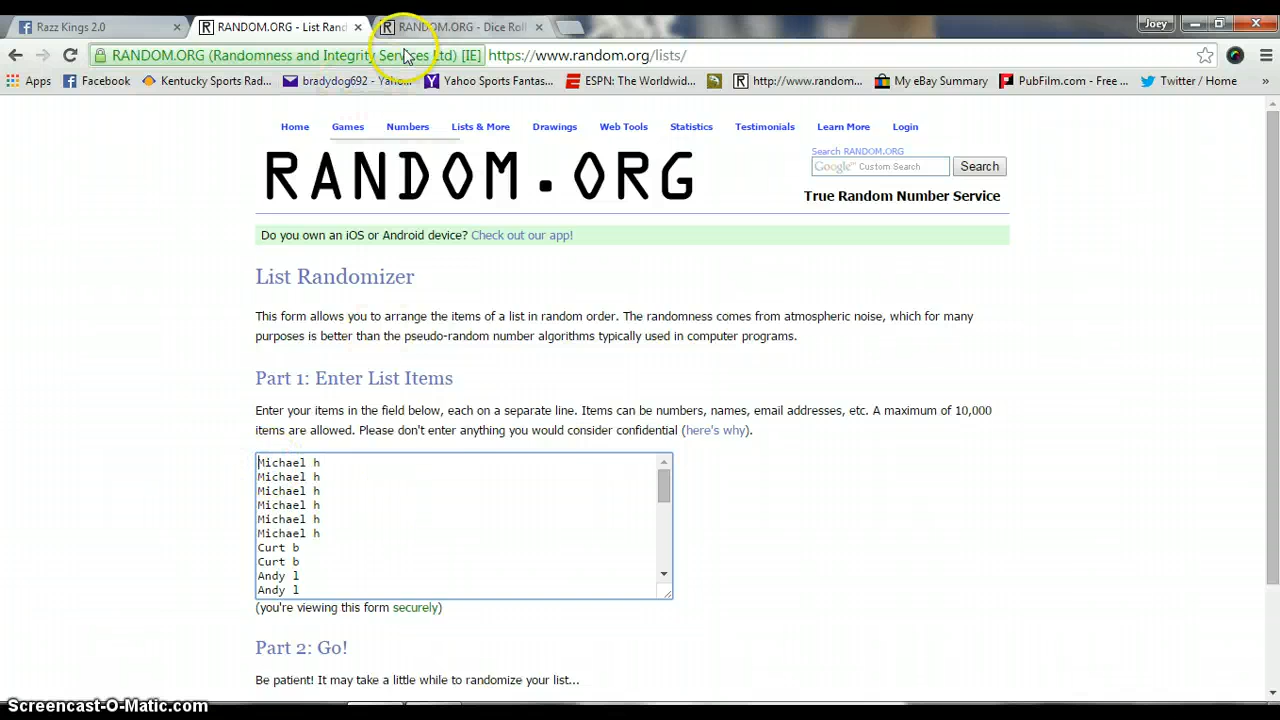 Razz Kings 2.0
RANDOM.ORG - List Rand
RANDOM.ORG - Dice Roll
Joey
RANDOM.ORG (Randomness and Integrity Services Ltd) [IE]
https://www.random.org/lists/
Apps
Facebook
Kentucky Sports Rad...
bradydog692 - Yaho...
Yahoo Sports Fantas...
ESPN: The Worldwid...
http://www.random...
My eBay Summary
PubFilm.com - First ...
Twitter / Home
»
Home Games Numbers Lists & More Drawings Web Tools Statistics Testimonials Learn More Login
RANDOM.ORG
Search RANDOM.ORG
Google™ Custom Search
Search
True Random Number Service
Do you own an iOS or Android device? Check out our app!
List Randomizer
This form allows you to arrange the items of a list in random order. The randomness comes from atmospheric noise, which for many
purposes is better than the pseudo-random number algorithms typically used in computer programs.
Part 1: Enter List Items
Enter your items in the field below, each on a separate line. Items can be numbers, names, email addresses, etc. A maximum of 10,000
items are allowed. Please don't enter anything you would consider confidential (here's why).
Michael h
Michael h
Michael h
Michael h
Michael h
Michael h
Curt b
Curt b
Andy l
Andy l
(you're viewing this form securely)
Part 2: Go!
Be patient! It may take a little while to randomize your list...
Screencast-O-Matic.com